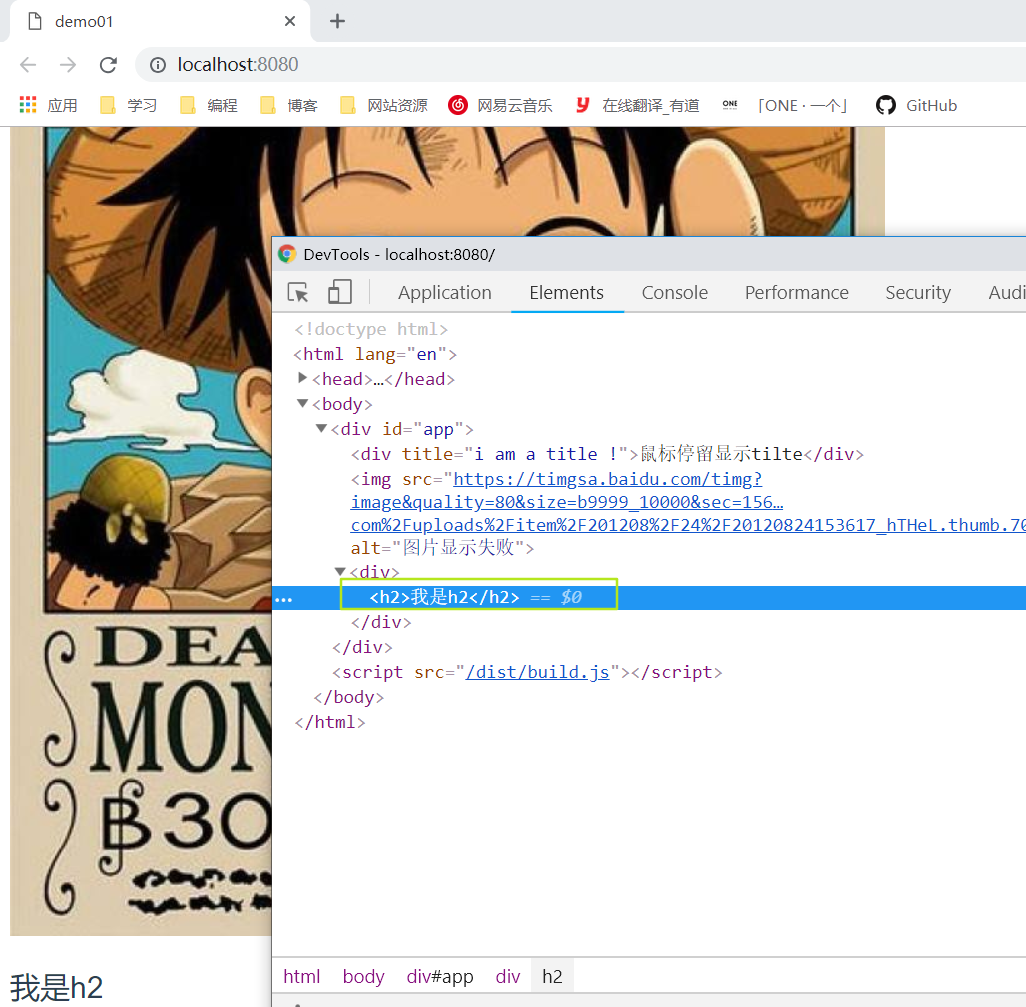 demo01
localhost:8080
应用 学习 编程 博客 网站资源 网易云音乐 在线翻译_有道 ONE 「ONE · 一个」 GitHub
DevTools - localhost:8080/
Application Elements Console Performance Security Audi
<!doctype html>
<html lang="en">
<head>…</head>
<body>
<div id="app">
<div title="i am a title !">鼠标停留显示tilte</div>
<img src="https://timgsa.baidu.com/timg?
image&quality=80&size=b9999_10000&sec=156…
com%2Fuploads%2Fitem%2F201208%2F24%2F20120824153617_hTHeL.thumb.70
alt="图片显示失败">
<div>
<h2>我是h2</h2> == $0
</div>
</div>
<script src="/dist/build.js"></script>
</body>
</html>
DEA
MON
฿30
html body div#app div h2
我是h2